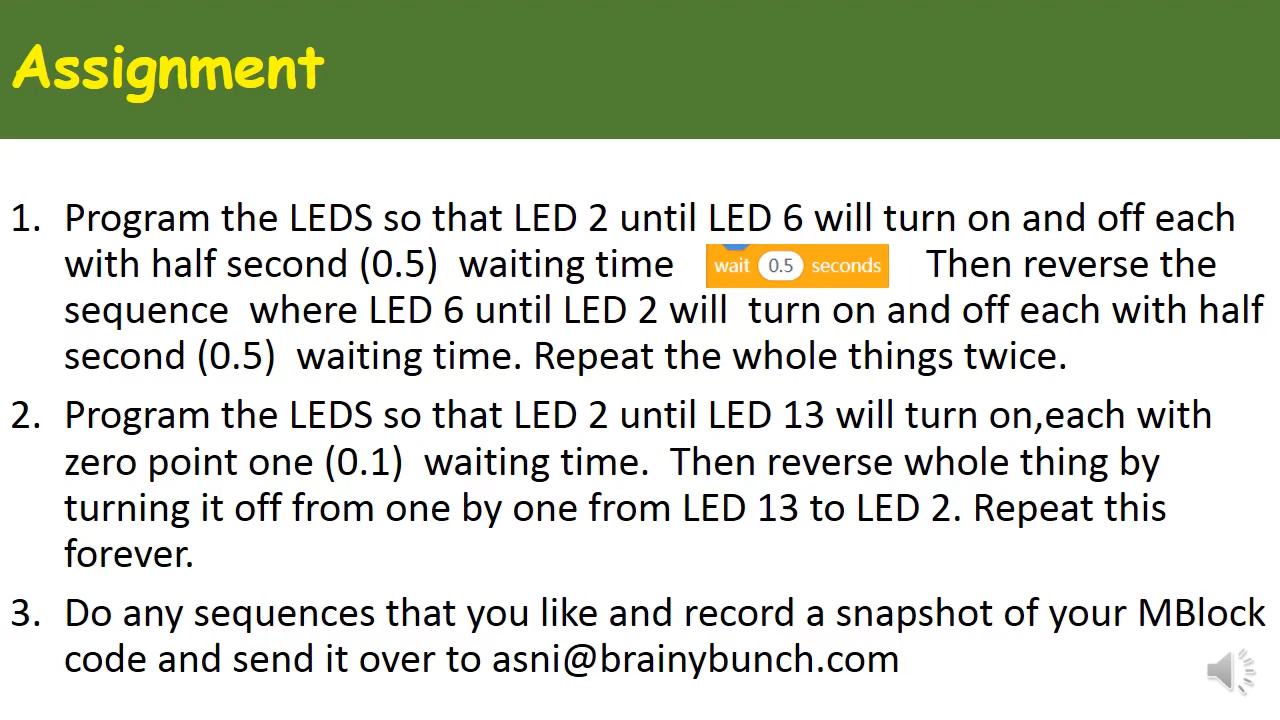 Assignment
1. Program the LEDS so that LED 2 until LED 6 will turn on and off each
with half second (0.5) waiting time wait 0.5 seconds Then reverse the
sequence where LED 6 until LED 2 will turn on and off each with half
second (0.5) waiting time. Repeat the whole things twice.
2. Program the LEDS so that LED 2 until LED 13 will turn on,each with
zero point one (0.1) waiting time. Then reverse whole thing by
turning it off from one by one from LED 13 to LED 2. Repeat this
forever.
3. Do any sequences that you like and record a snapshot of your MBlock
code and send it over to asni@brainybunch.com